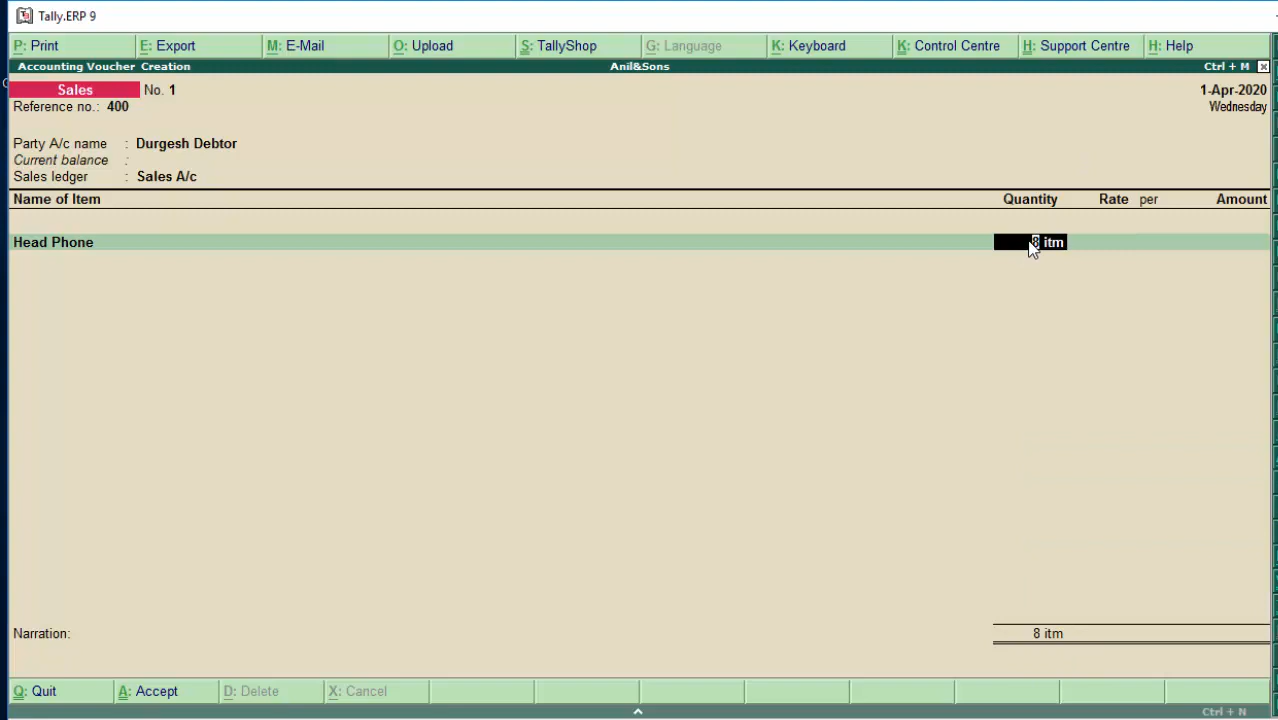 Tally.ERP 9
P: Print E: Export M: E-Mail O: Upload S: TallyShop G: Language K: Keyboard K: Control Centre H: Support Centre H: Help
Accounting Voucher Creation Anil&Sons Ctrl + M x
Sales No. 1 1-Apr-2020
Reference no.: 400 Wednesday
Party A/c name : Durgesh Debtor
Current balance :
Sales ledger : Sales A/c
Name of Item Quantity Rate per Amount
Head Phone 8 itm
Narration: 8 itm
Q: Quit A: Accept D: Delete X: Cancel
Ctrl + N